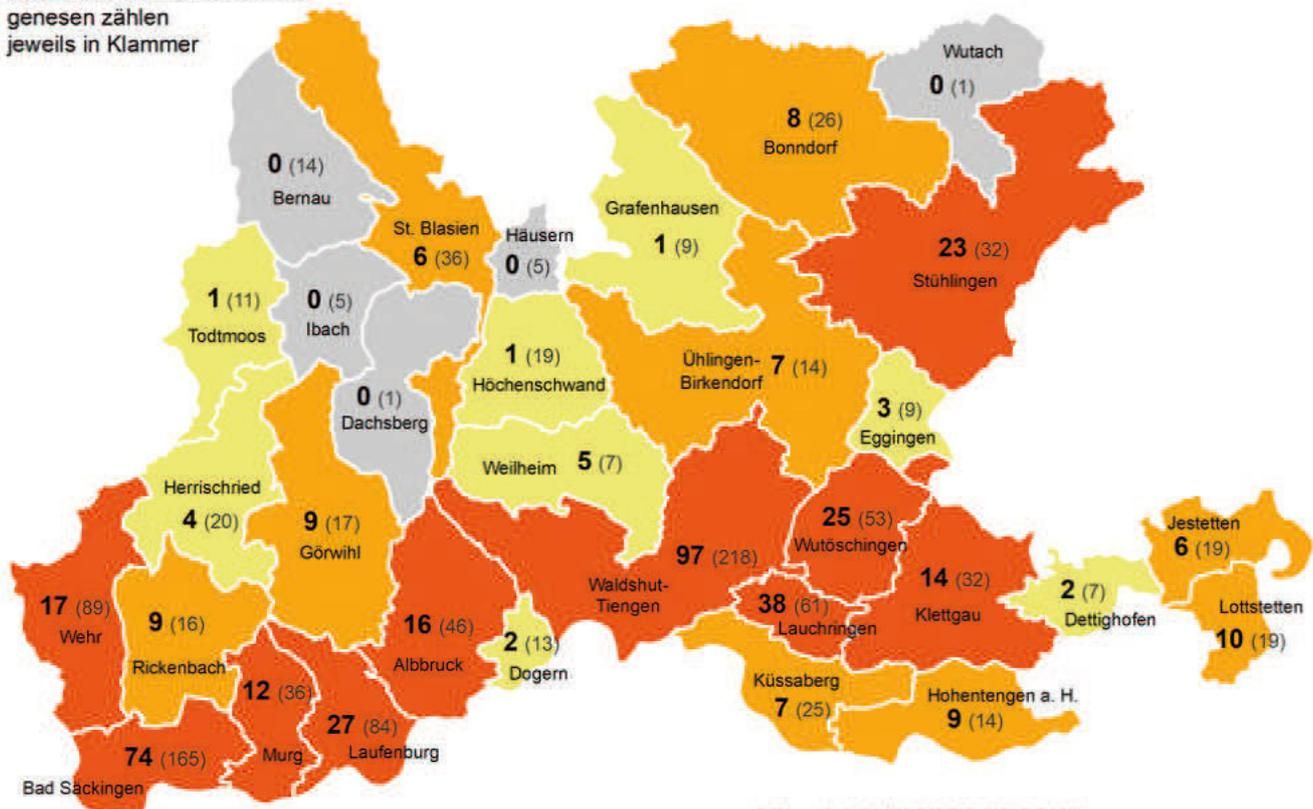 genesen zählen
jeweils in Klammer
Wutach
0 (1)
8 (26)
Bonndorf
0 (14)
Bernau
Grafenhausen
1 (9)
St. Blasien
6 (36)
Häusern
0 (5)
23 (32)
Stühlingen
1 (11)
Todtmoos
0 (5)
Ibach
1 (19)
Höchenschwand
Ühlingen-
Birkendorf 7 (14)
0 (1)
Dachsberg
3 (9)
Eggingen
Weilheim 5 (7)
Herrischried
4 (20)
9 (17)
Görwihl
25 (53)
Wutöschingen
Jestetten
6 (19)
97 (218)
Waldshut-
Tiengen
14 (32)
Klettgau
2 (7)
Dettighofen
17 (89)
Wehr
9 (16)
Rickenbach
16 (46)
Albbruck
2 (13)
Dogern
38 (61)
Lauchringen
Lottstetten
10 (19)
12 (36)
Murg
27 (84)
Laufenburg
Küssaberg
7 (25)
Hohentengen a. H.
9 (14)
74 (165)
Bad Säckingen